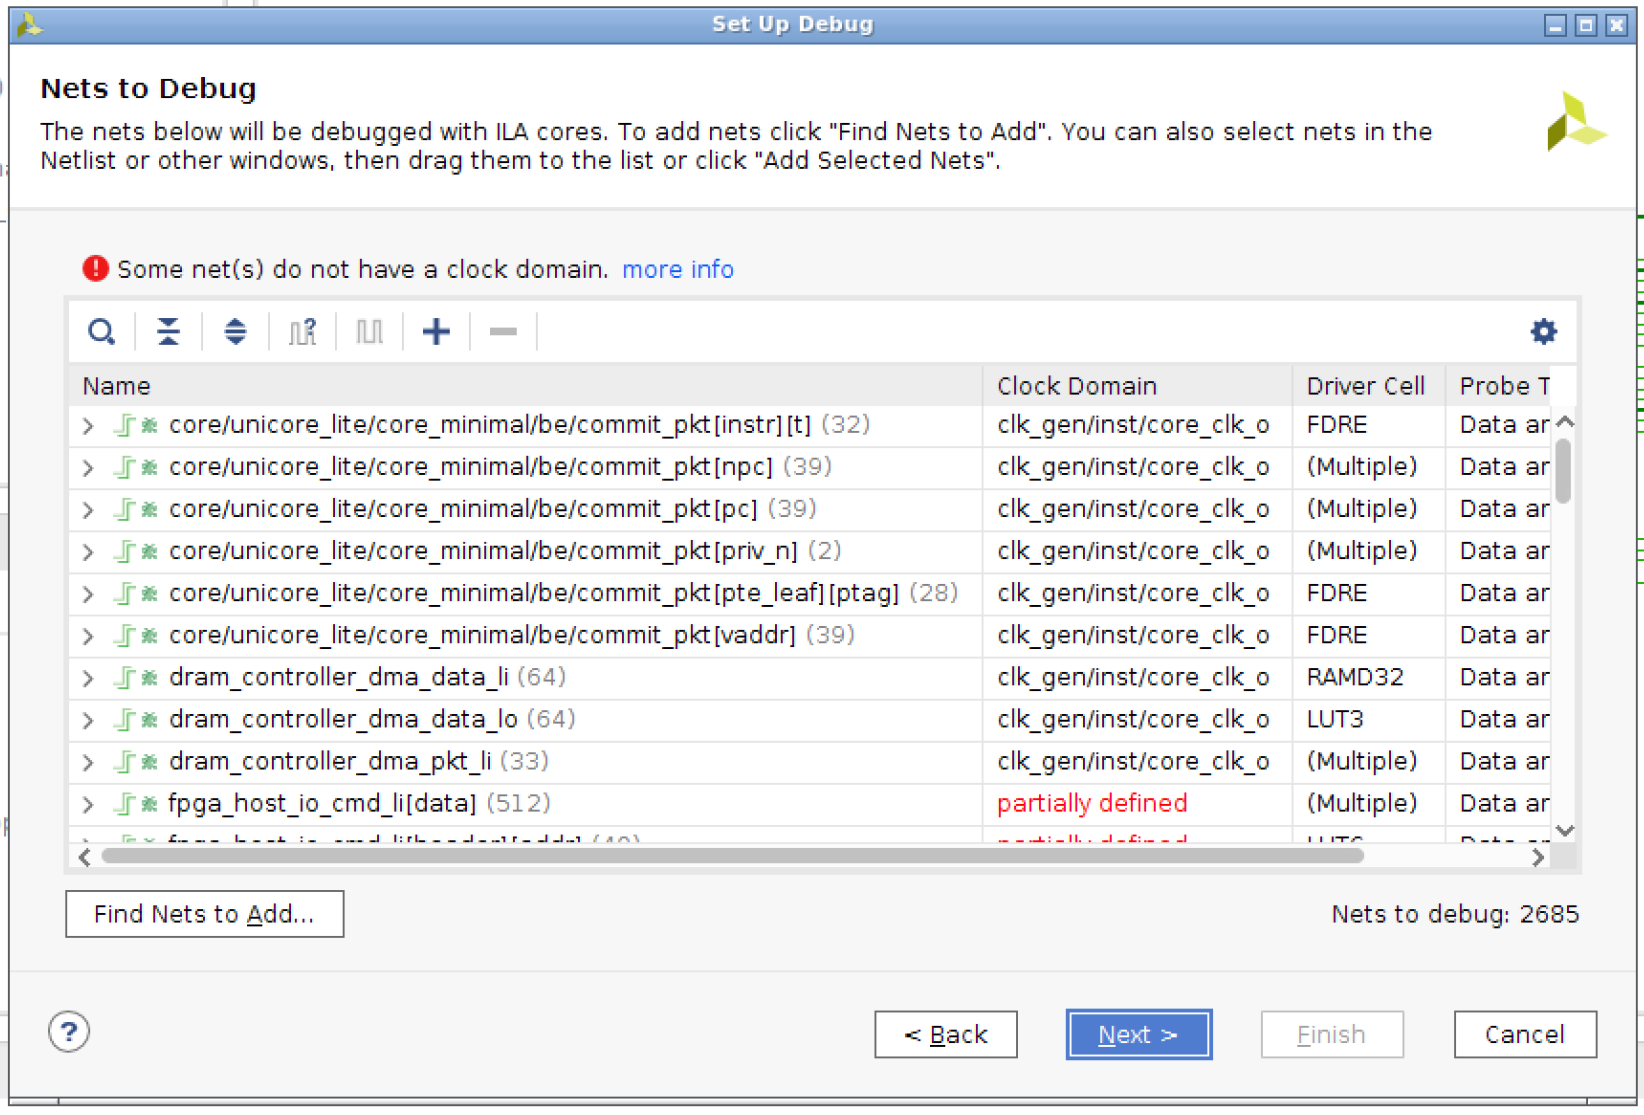 Set Up Debug
Nets to Debug
The nets below will be debugged with ILA cores. To add nets click "Find Nets to Add". You can also select nets in the
Netlist or other windows, then drag them to the list or click "Add Selected Nets".
Some net(s) do not have a clock domain. more info
Name Clock Domain Driver Cell Probe T
core/unicore_lite/core_minimal/be/commit_pkt[instr][t] (32) clk_gen/inst/core_clk_o FDRE Data ar
core/unicore_lite/core_minimal/be/commit_pkt[npc] (39) clk_gen/inst/core_clk_o (Multiple) Data ar
core/unicore_lite/core_minimal/be/commit_pkt[pc] (39) clk_gen/inst/core_clk_o (Multiple) Data ar
core/unicore_lite/core_minimal/be/commit_pkt[priv_n] (2) clk_gen/inst/core_clk_o (Multiple) Data ar
core/unicore_lite/core_minimal/be/commit_pkt[pte_leaf][ptag] (28) clk_gen/inst/core_clk_o FDRE Data ar
core/unicore_lite/core_minimal/be/commit_pkt[vaddr] (39) clk_gen/inst/core_clk_o FDRE Data ar
dram_controller_dma_data_li (64) clk_gen/inst/core_clk_o RAMD32 Data ar
dram_controller_dma_data_lo (64) clk_gen/inst/core_clk_o LUT3 Data ar
dram_controller_dma_pkt_li (33) clk_gen/inst/core_clk_o (Multiple) Data ar
fpga_host_io_cmd_li[data] (512) partially defined (Multiple) Data ar
Find Nets to Add... Nets to debug: 2685
? < Back Next > Finish Cancel